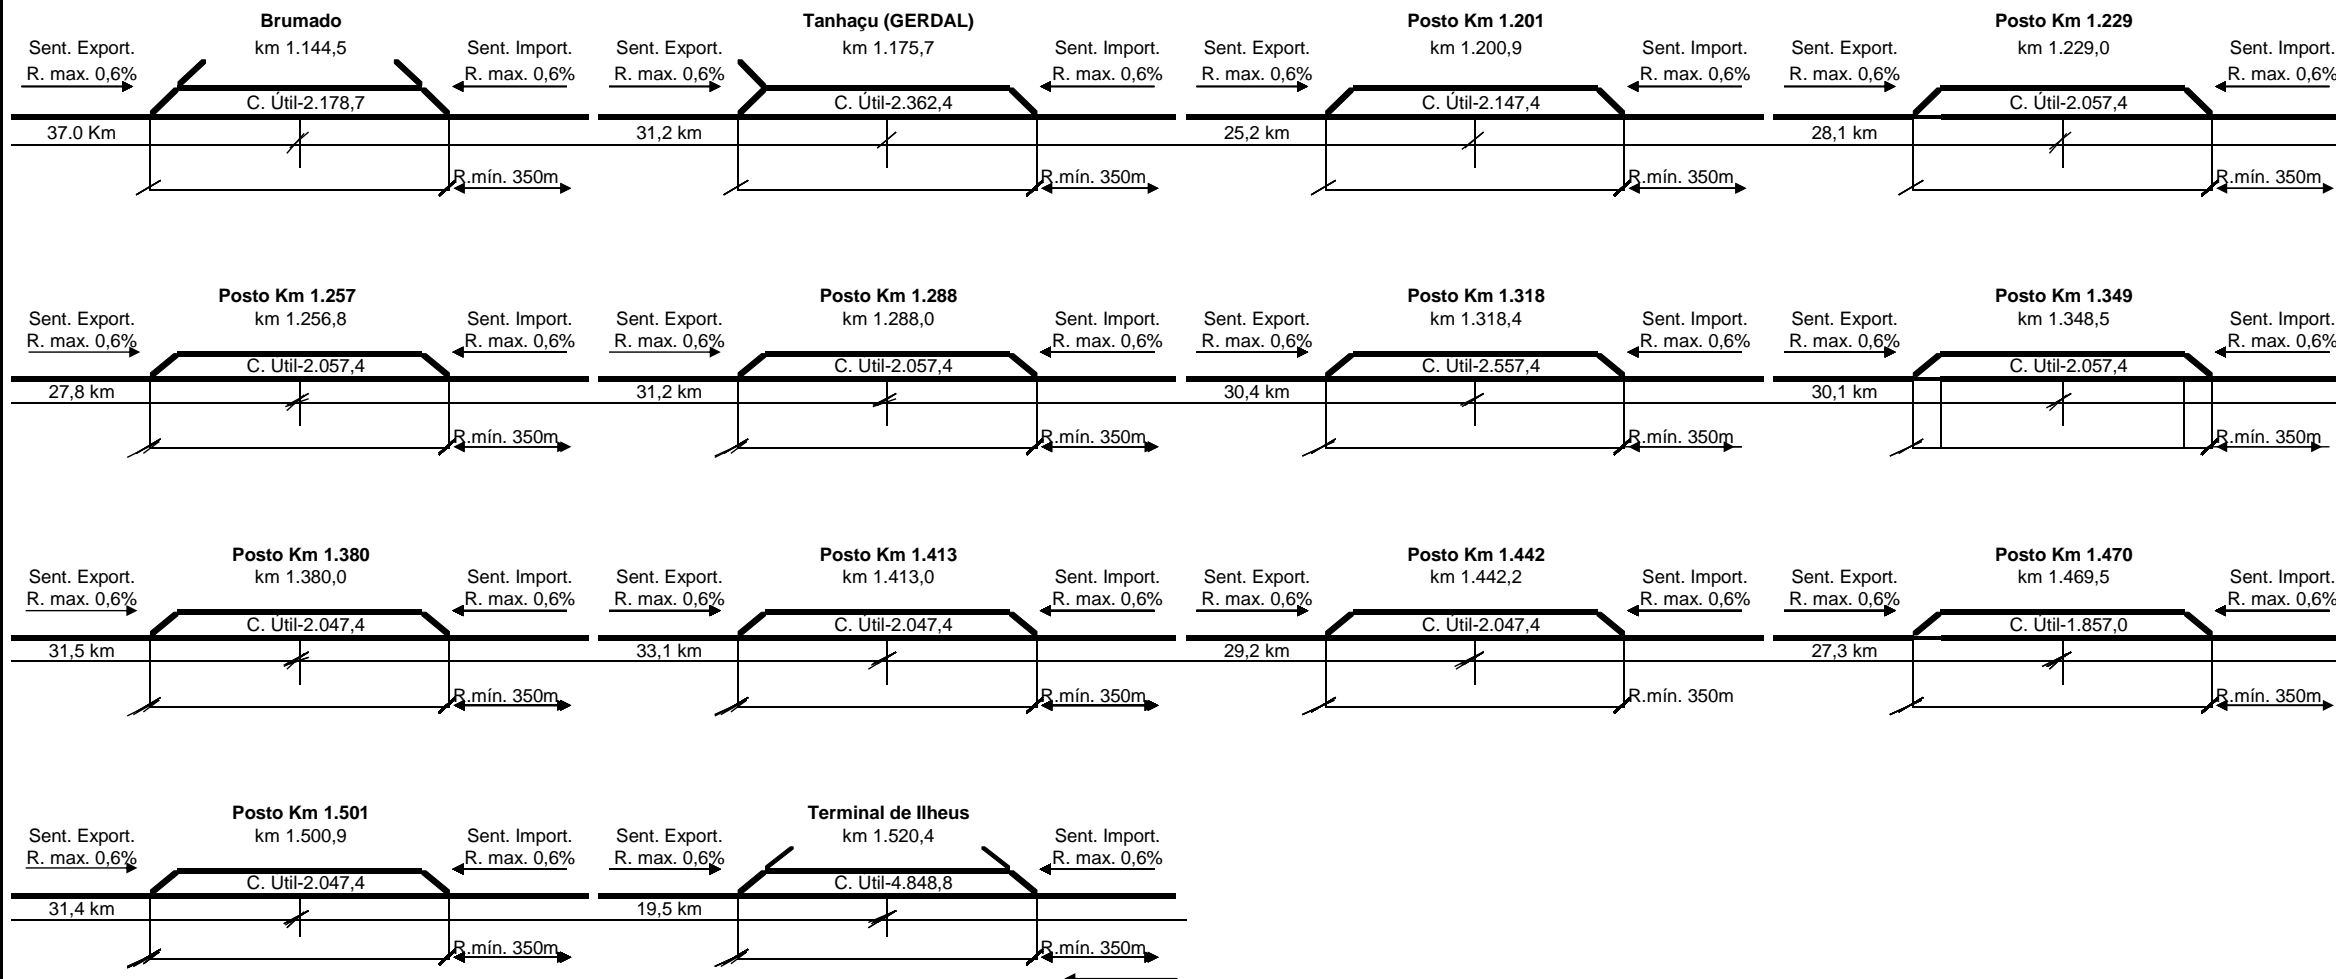 Brumado
km 1.144,5
Sent. Export.
R. max. 0,6%
Sent. Import.
R. max. 0,6%
C. Útil-2.178,7
37.0 Km
R.mín. 350m
Tanhaçu (GERDAL)
km 1.175,7
Sent. Export.
R. max. 0,6%
Sent. Import.
R. max. 0,6%
C. Útil-2.362,4
31,2 km
R.mín. 350m
Posto Km 1.201
km 1.200,9
Sent. Export.
R. max. 0,6%
Sent. Import.
R. max. 0,6%
C. Útil-2.147,4
25,2 km
R.mín. 350m
Posto Km 1.229
km 1.229,0
Sent. Export.
R. max. 0,6%
Sent. Import.
R. max. 0,6%
C. Útil-2.057,4
28,1 km
R.mín. 350m
Posto Km 1.257
km 1.256,8
Sent. Export.
R. max. 0,6%
Sent. Import.
R. max. 0,6%
C. Útil-2.057,4
27,8 km
R.mín. 350m
Posto Km 1.288
km 1.288,0
Sent. Export.
R. max. 0,6%
Sent. Import.
R. max. 0,6%
C. Útil-2.057,4
31,2 km
R.mín. 350m
Posto Km 1.318
km 1.318,4
Sent. Export.
R. max. 0,6%
Sent. Import.
R. max. 0,6%
C. Útil-2.557,4
30,4 km
R.mín. 350m
Posto Km 1.349
km 1.348,5
Sent. Export.
R. max. 0,6%
Sent. Import.
R. max. 0,6%
C. Útil-2.057,4
30,1 km
R.mín. 350m
Posto Km 1.380
km 1.380,0
Sent. Export.
R. max. 0,6%
Sent. Import.
R. max. 0,6%
C. Útil-2.047,4
31,5 km
R.mín. 350m
Posto Km 1.413
km 1.413,0
Sent. Export.
R. max. 0,6%
Sent. Import.
R. max. 0,6%
C. Útil-2.047,4
33,1 km
R.mín. 350m
Posto Km 1.442
km 1.442,2
Sent. Export.
R. max. 0,6%
Sent. Import.
R. max. 0,6%
C. Útil-2.047,4
29,2 km
R.mín. 350m
Posto Km 1.470
km 1.469,5
Sent. Export.
R. max. 0,6%
Sent. Import.
R. max. 0,6%
C. Útil-1.857,0
27,3 km
R.mín. 350m
Posto Km 1.501
km 1.500,9
Sent. Export.
R. max. 0,6%
Sent. Import.
R. max. 0,6%
C. Util-2.047,4
31,4 km
R.mín. 350m
Terminal de Ilheus
km 1.520,4
Sent. Export.
R. max. 0,6%
Sent. Import.
R. max. 0,6%
C. Util-4.848,8
19,5 km
R.mín. 350m